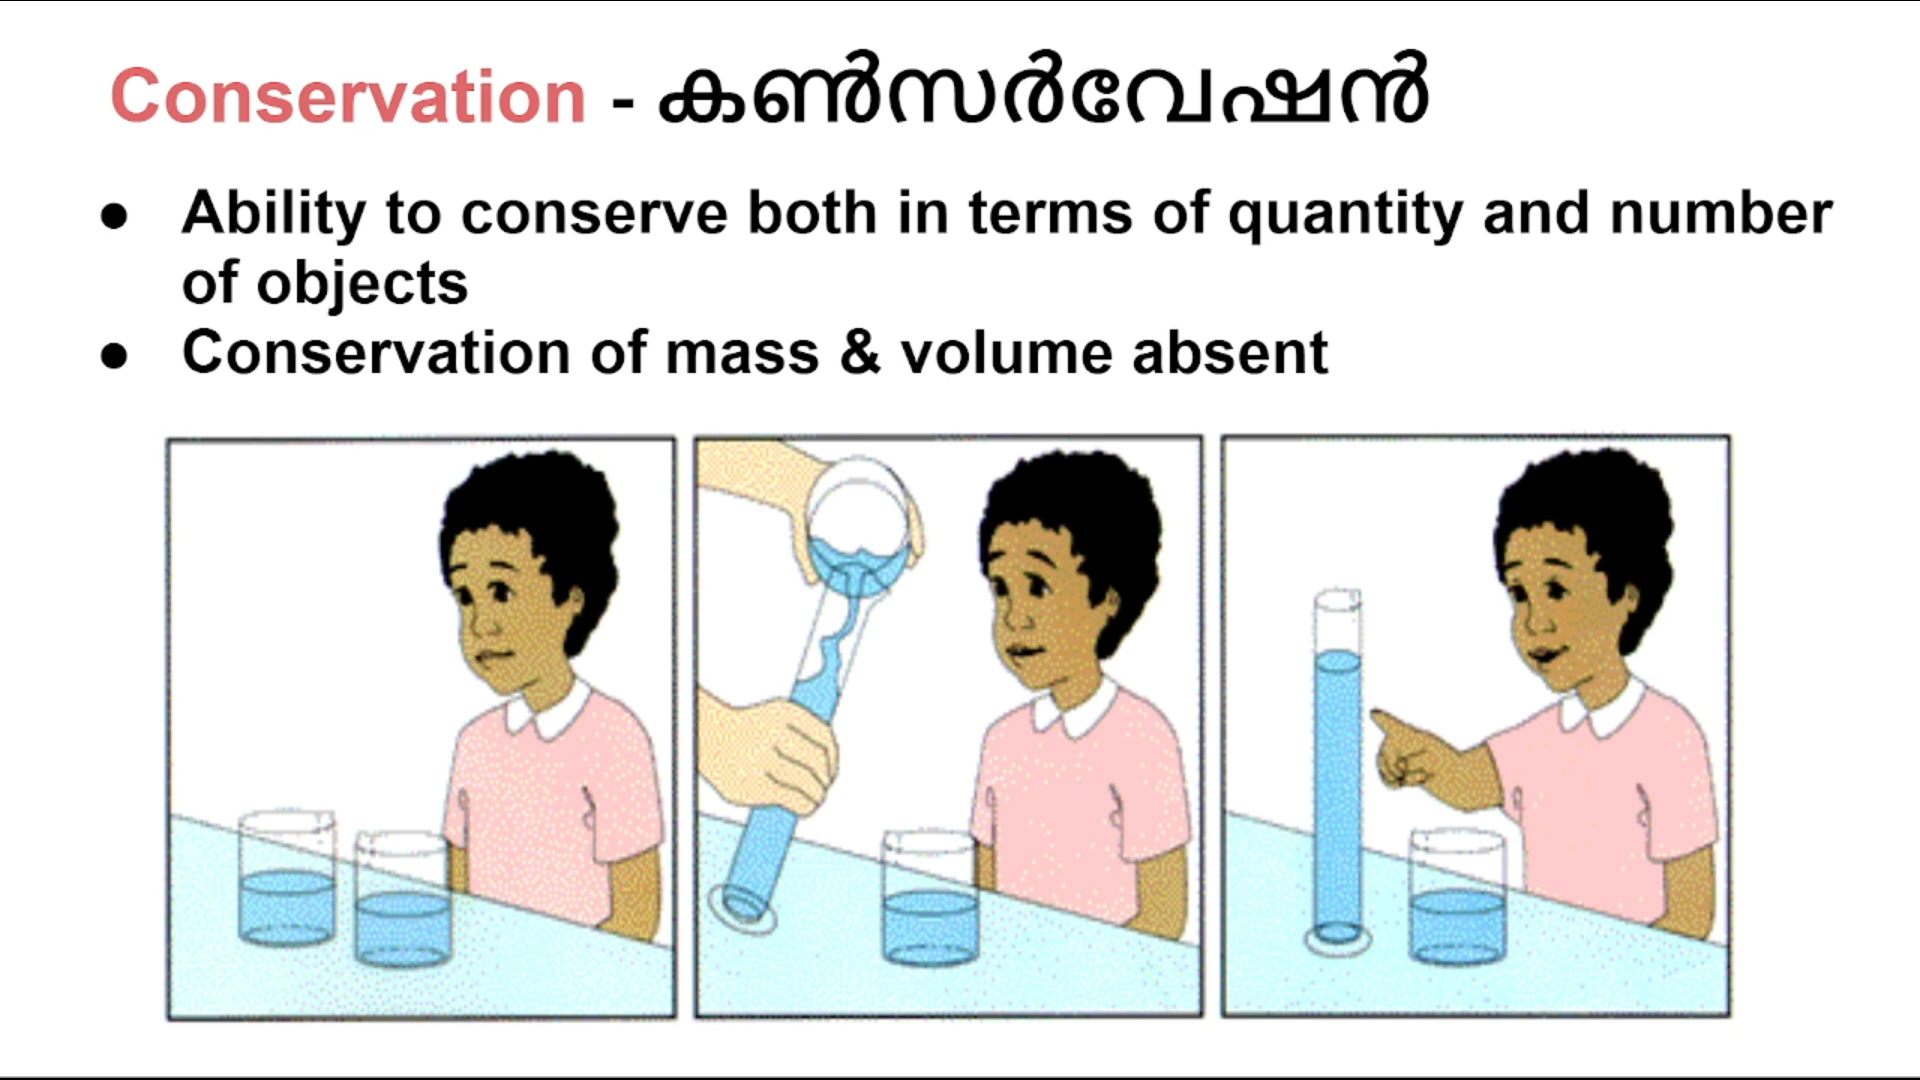 Conservation - കൺസർവേഷൻ
● Ability to conserve both in terms of quantity and number
of objects
● Conservation of mass & volume absent